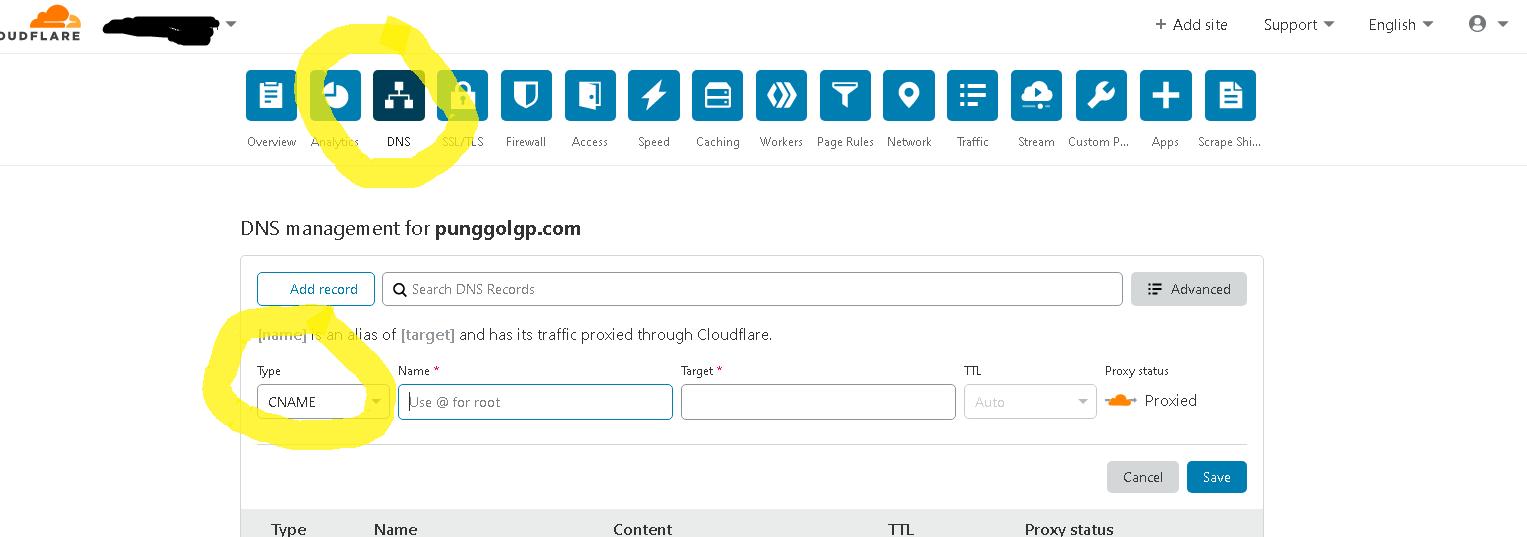 OUDFLARE
+ Add site Support English
Overview Analytics DNS SSL/TLS Firewall Access Speed Caching Workers Page Rules Network Traffic Stream Custom P... Apps Scrape Shi...
DNS management for punggolgp.com
Add record Search DNS Records Advanced
[name] is an alias of [target] and has its traffic proxied through Cloudflare.
Type Name * Target * TTL Proxy status
CNAME Use @ for root Auto Proxied
Cancel Save
Type Name Content TTL Proxy status